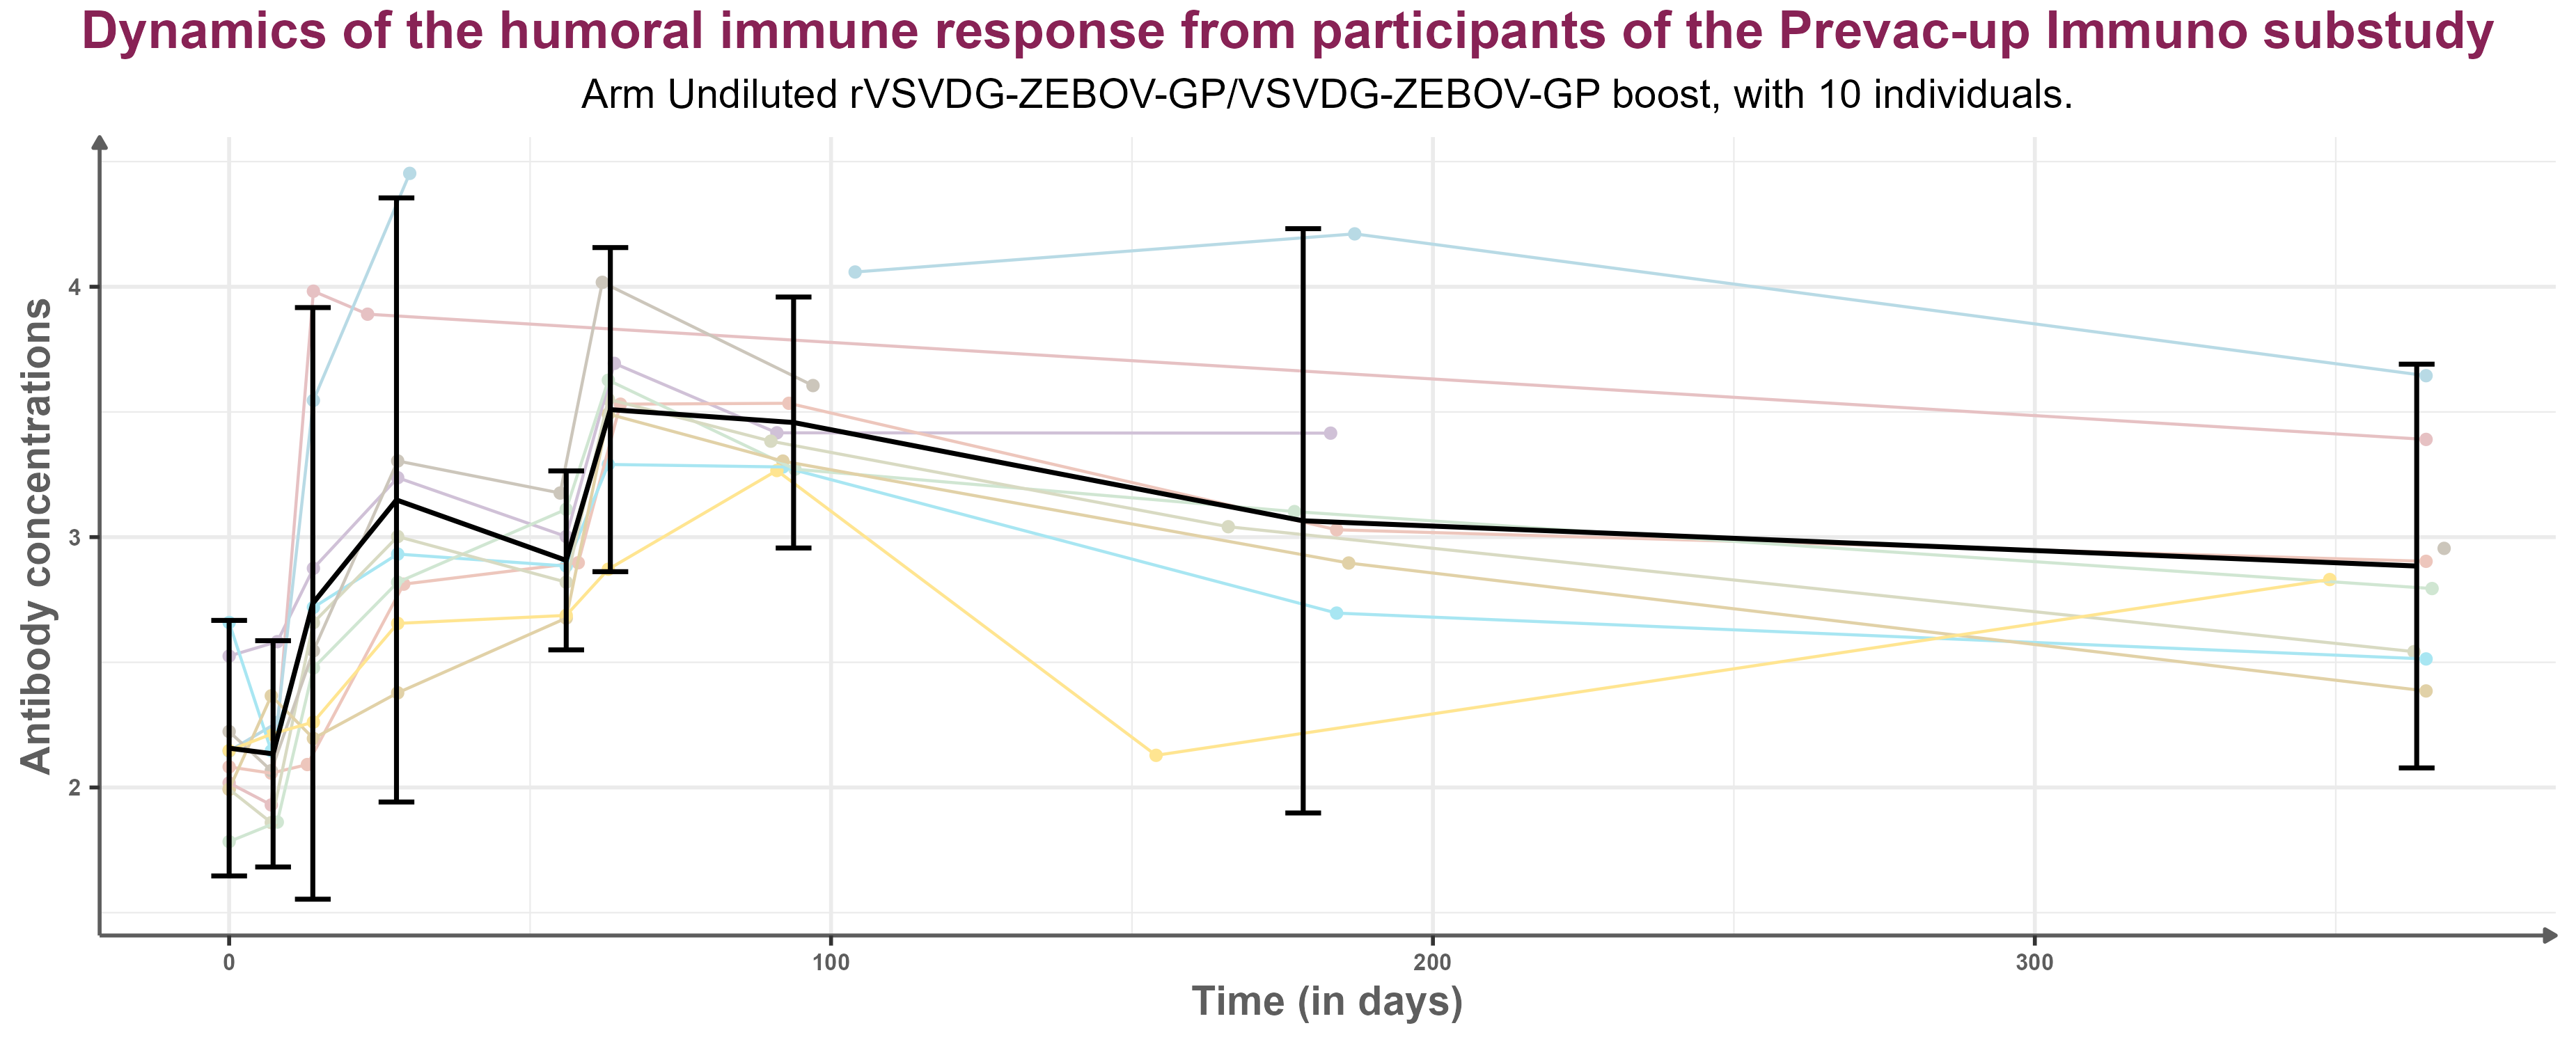 Dynamics of the humoral immune response from participants of the Prevac-up Immuno substudy
Arm Undiluted rVSVDG-ZEBOV-GP/VSVDG-ZEBOV-GP boost, with 10 individuals.
Antibody concentrations
4
3
2
0
100
200
300
Time (in days)